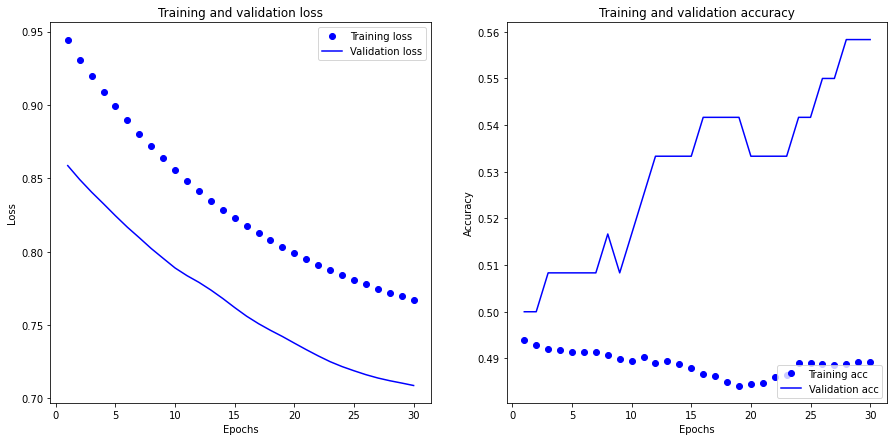 Training and validation loss
Training loss
Validation loss
0.95
0.90
0.85
0.80
0.75
0.70
Loss
0
5
10
15
20
25
30
Epochs
Training and validation accuracy
0.56
0.55
0.54
0.53
0.52
0.51
0.50
0.49
Accuracy
Training acc
Validation acc
0
5
10
15
20
25
30
Epochs